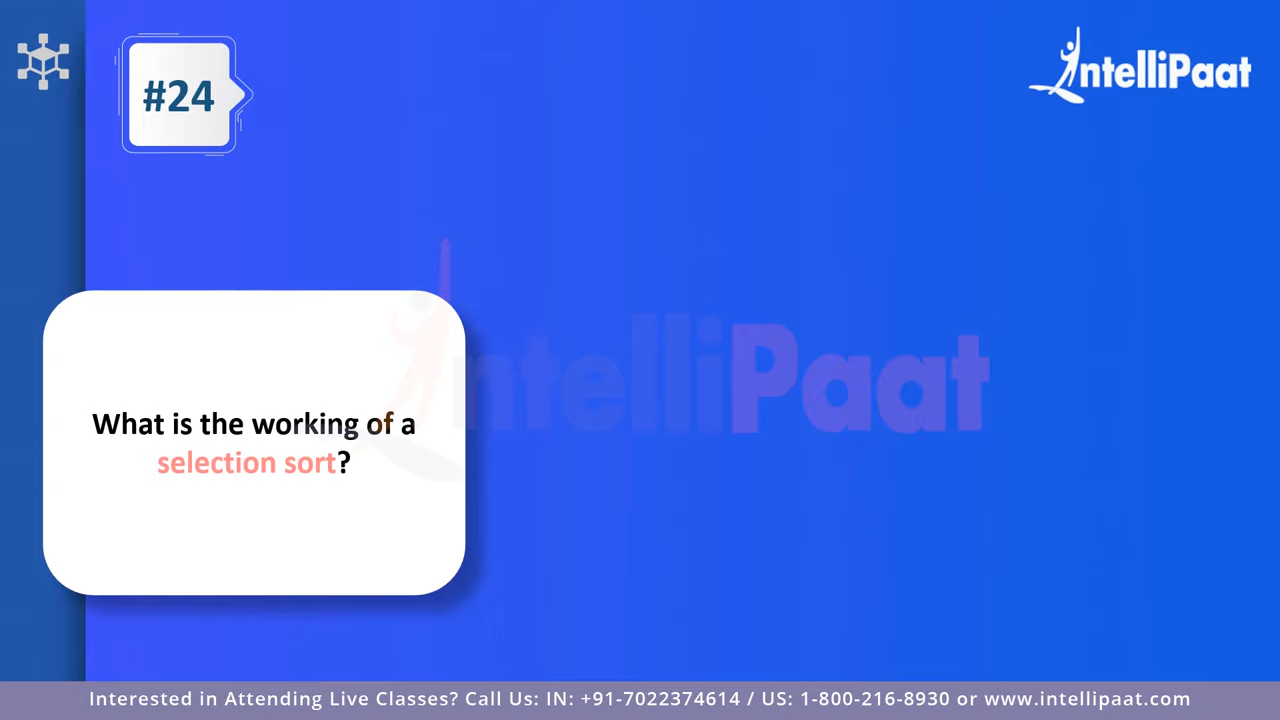 #24
IntelliPaat
IntelliPaat
What is the working of a
selection sort?
Interested in Attending Live Classes? Call Us: IN: +91-7022374614 / US: 1-800-216-8930 or www.intellipaat.com